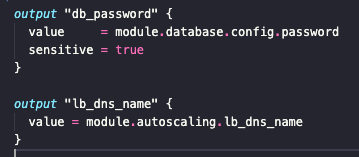 output "db_password" {
  value     = module.database.config.password
  sensitive = true
}

output "lb_dns_name" {
  value = module.autoscaling.lb_dns_name
}